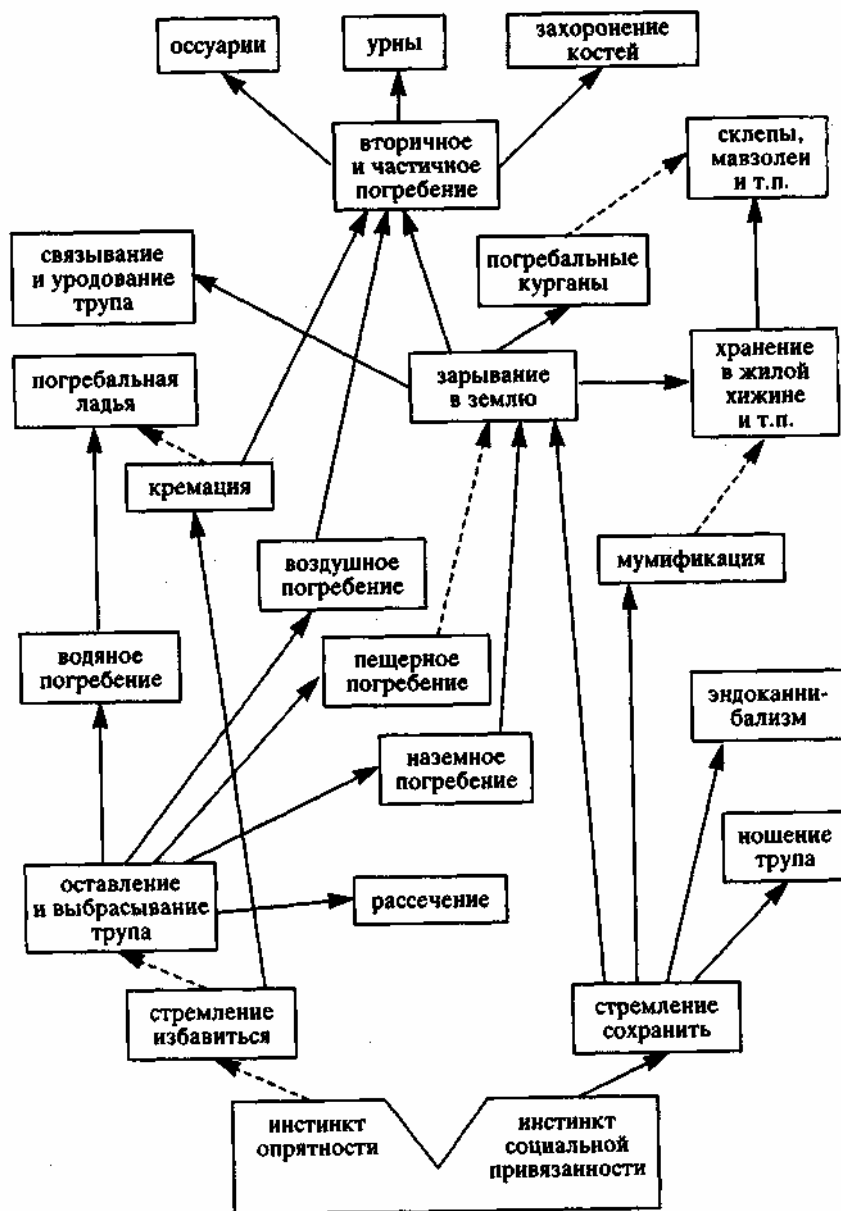 оссуарии
урны
захоронение
костей
вторичное
и частичное
погребение
склепы,
мавзолеи
и т.п.
связывание
и уродование
трупа
погребальные
курганы
погребальная
ладья
зарывание
в землю
хранение
в жилой
хижине
и т.п.
кремация
воздушное
погребение
мумификация
водяное
погребение
пещерное
погребение
эндоканни-
бализм
наземное
погребение
ношение
трупа
оставление
и выбрасывание
трупа
рассечение
стремление
избавиться
стремление
сохранить
инстинкт
опрятности
инстинкт
социальной
привязанности